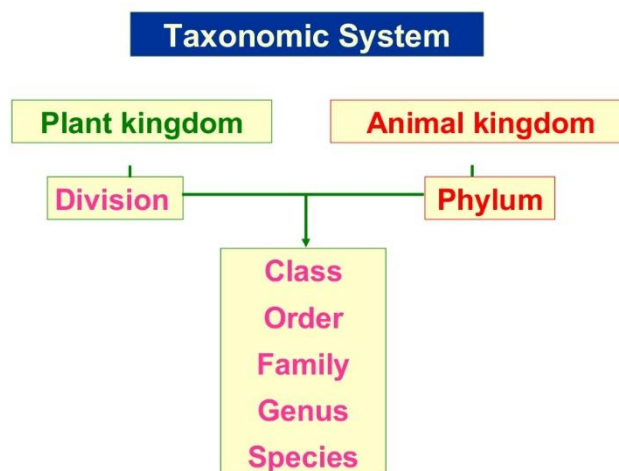 Taxonomic System
Plant kingdom
Animal kingdom
Division
Phylum
Class
Order
Family
Genus
Species